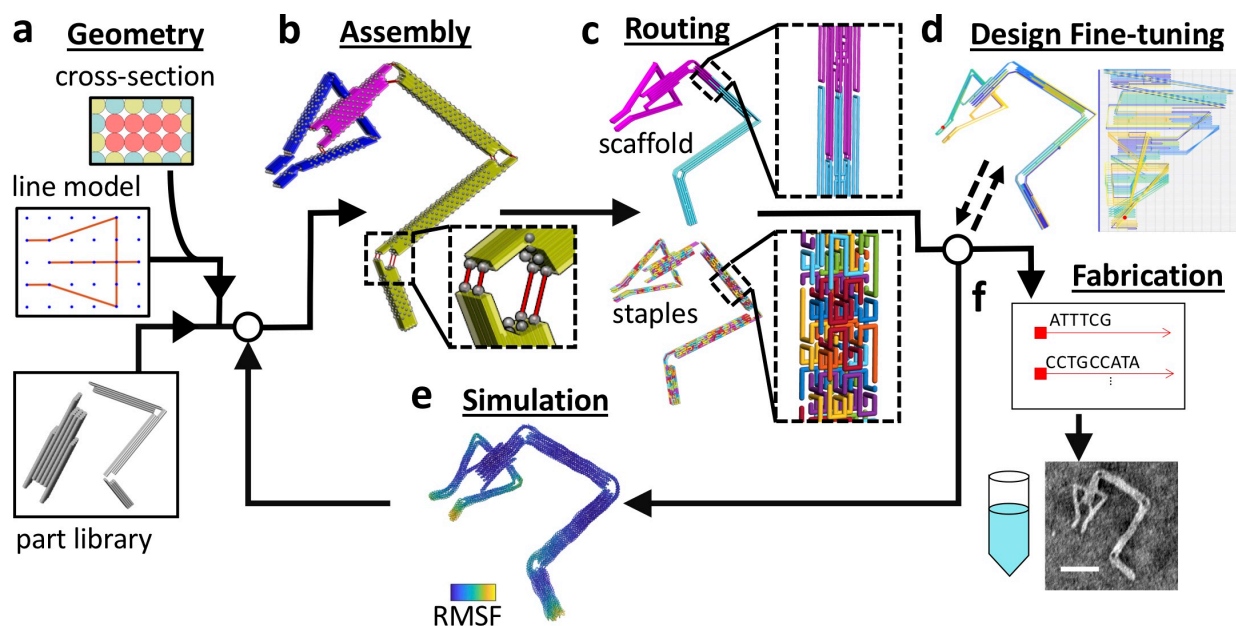 a Geometry
cross-section
line model
part library
b Assembly
c Routing
scaffold
staples
d Design Fine-tuning
e Simulation
RMSF
f Fabrication
ATTTCG
CCTGCCATA
⋮